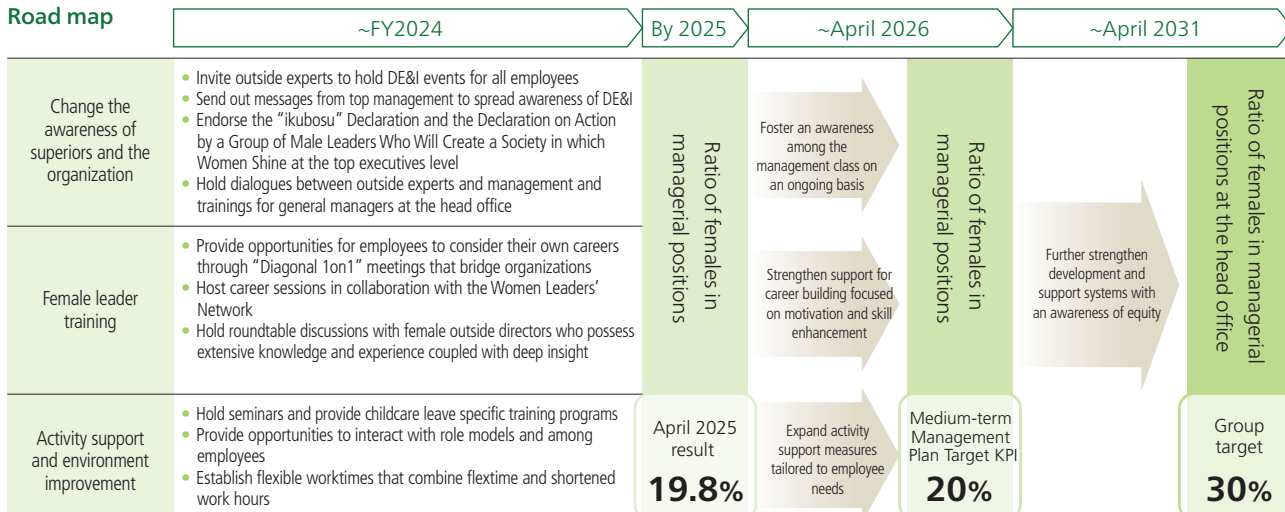 Road map
~FY2024
By 2025
~April 2026
~April 2031
Change the
awareness of
superiors and the
organization
• Invite outside experts to hold DE&I events for all employees
• Send out messages from top management to spread awareness of DE&I
• Endorse the “ikubosu” Declaration and the Declaration on Action
by a Group of Male Leaders Who Will Create a Society in which
Women Shine at the top executives level
• Hold dialogues between outside experts and management and
trainings for general managers at the head office
Female leader
training
• Provide opportunities for employees to consider their own careers
through “Diagonal 1on1” meetings that bridge organizations
• Host career sessions in collaboration with the Women Leaders’
Network
• Hold roundtable discussions with female outside directors who possess
extensive knowledge and experience coupled with deep insight
Activity support
and environment
improvement
• Hold seminars and provide childcare leave specific training programs
• Provide opportunities to interact with role models and among
employees
• Establish flexible worktimes that combine flextime and shortened
work hours
Ratio of females in
managerial positions
April 2025
result
19.8%
Foster an awareness
among the
management class on
an ongoing basis
Strengthen support for
career building focused
on motivation and skill
enhancement
Expand activity
support measures
tailored to employee
needs
Ratio of females in
managerial positions
Medium-term
Management
Plan Target KPI
20%
Further strengthen
development and
support systems with
an awareness of equity
Ratio of females in managerial
positions at the head office
Group
target
30%